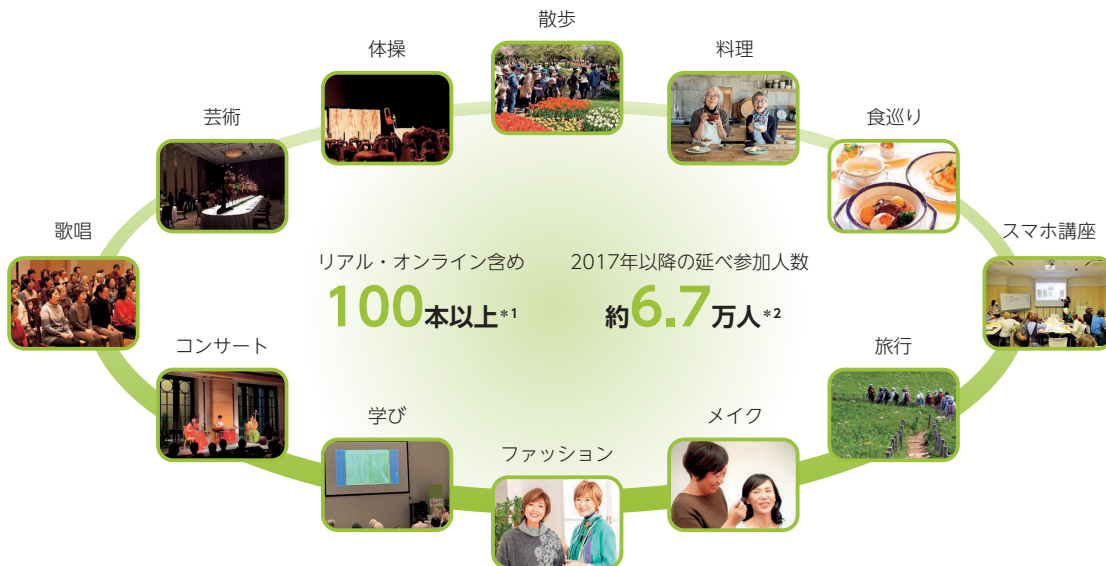 散歩
体操
料理
芸術
食巡り
歌唱
スマホ講座
リアル・オンライン含め
100本以上*1
2017年以降の延べ参加人数
約6.7万人*2
コンサート
旅行
学び
メイク
ファッション